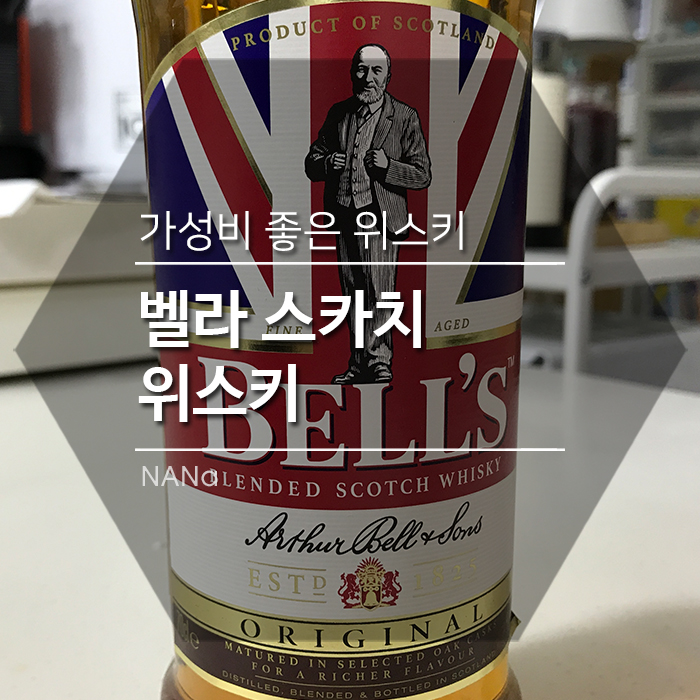 PRODUCT OF SCOTLAND
가성비 좋은 위스키
벨라 스카치
위스키
FINE AGED
BELL'S™
NANα
BLENDED SCOTCH WHISKY
Arthur Bell & Sons
ESTD 1825
ORIGINAL
MATURED IN SELECTED OAK CASKS
FOR A RICHER FLAVOUR
DISTILLED, BLENDED & BOTTLED IN SCOTLAND